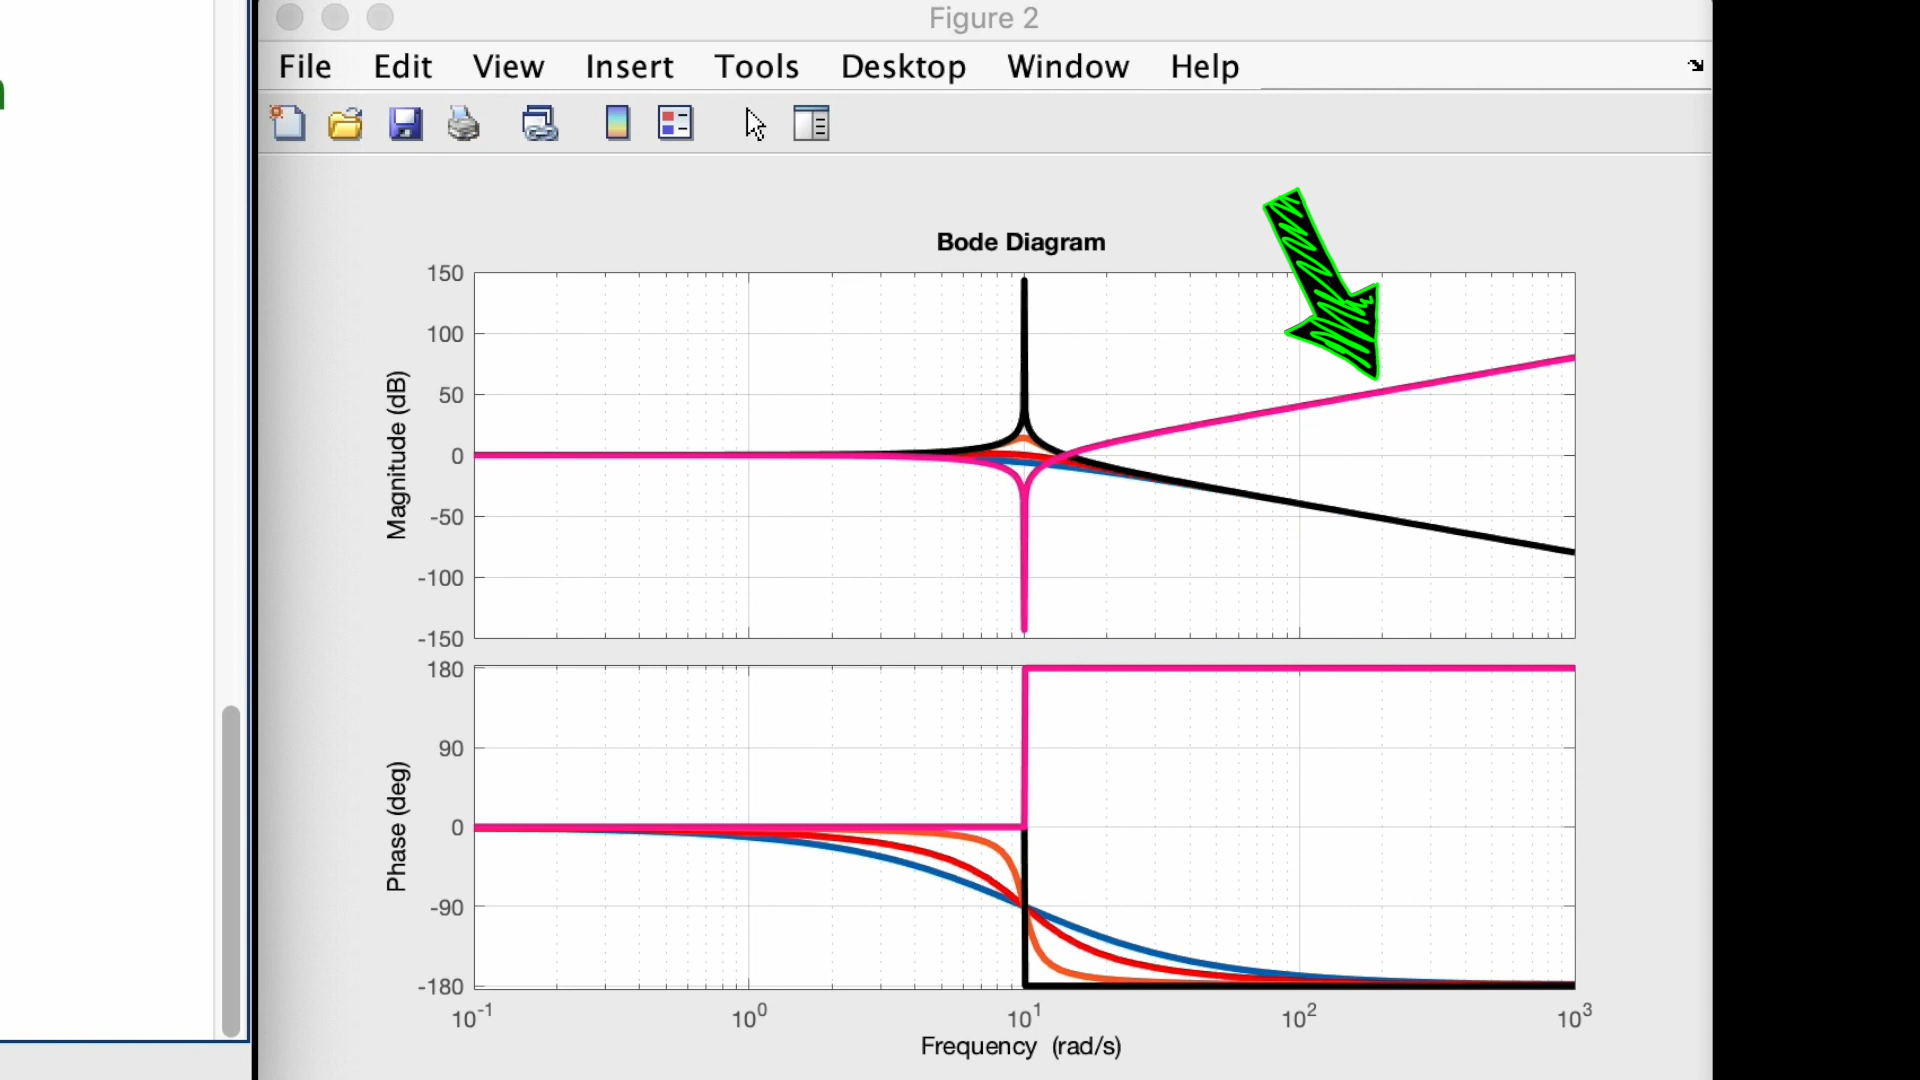 Figure 2
File Edit View Insert Tools Desktop Window Help
Bode Diagram
150
100
50
0
-50
-100
-150
Magnitude (dB)
180
90
0
-90
-180
Phase (deg)
10-1 100 101 102 103
Frequency (rad/s)